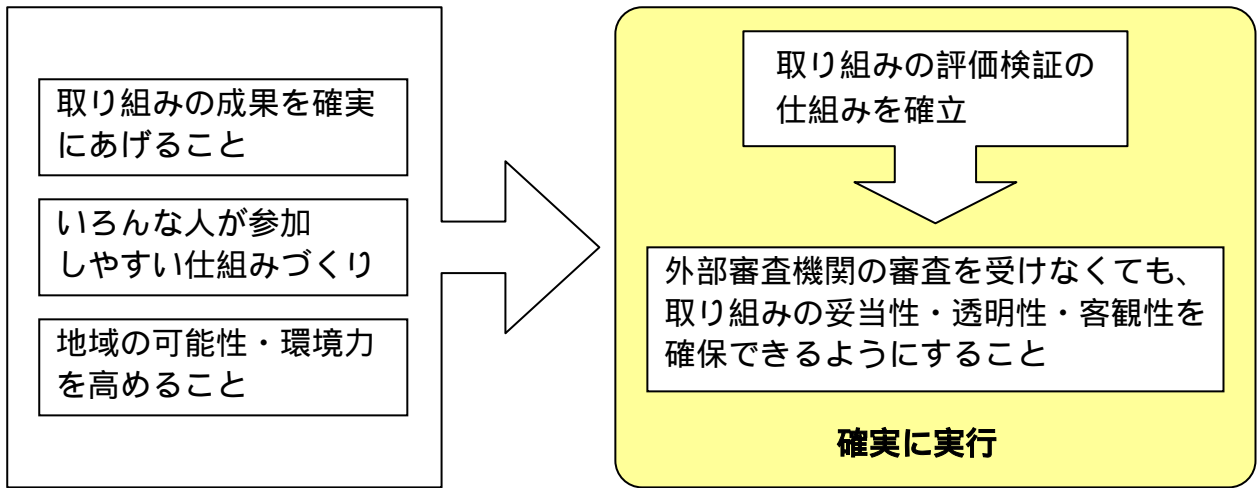 取り組みの成果を確実
にあげること
いろんな人が参加
しやすい仕組みづくり
地域の可能性・環境力
を高めること
取り組みの評価検証の
仕組みを確立
外部審査機関の審査を受けなくても、
取り組みの妥当性・透明性・客観性を
確保できるようにすること
確実に実行